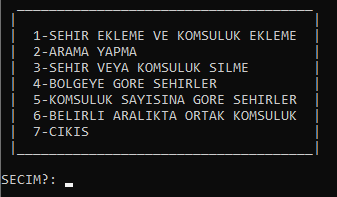 1-SEHIR EKLEME VE KOMSULUK EKLEME
2-ARAMA YAPMA
3-SEHIR VEYA KOMSULUK SILME
4-BOLGEYE GORE SEHIRLER
5-KOMSULUK SAYISINA GORE SEHIRLER
6-BELIRLI ARALIKTA ORTAK KOMSULUK
7-CIKIS
SECIM?: _